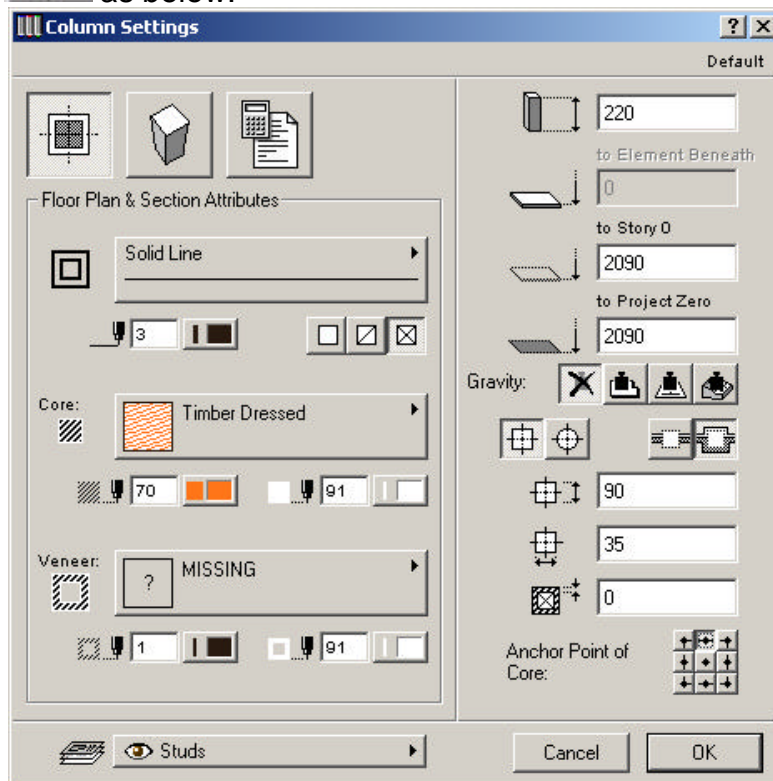 as below:
Column Settings
? X
Default
220
to Element Beneath
0
to Story 0
2090
to Project Zero
2090
Gravity:
90
35
0
Anchor Point of
Core:
Floor Plan & Section Attributes
Solid Line
3
Core:
Timber Dressed
70
91
Veneer:
?
MISSING
1
91
Studs
Cancel
OK